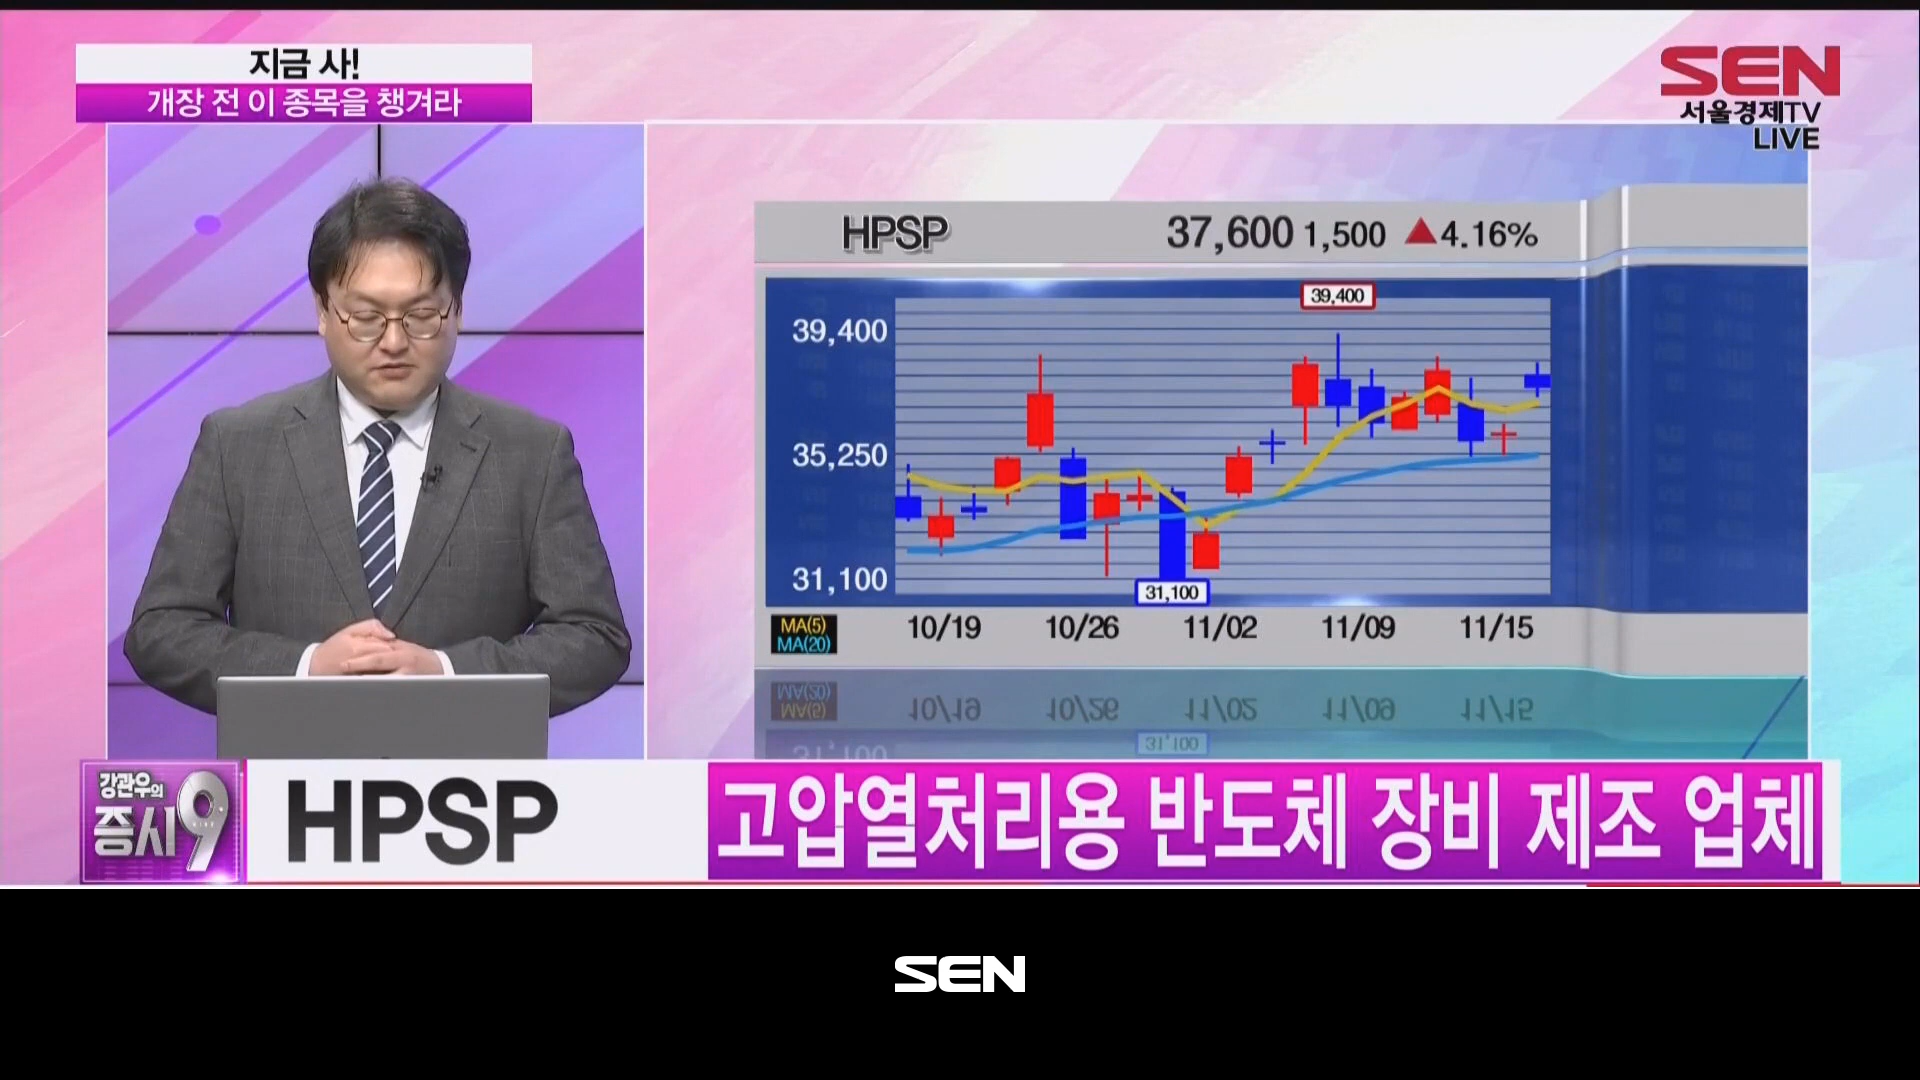 지금 사!
개장 전 이 종목을 챙겨라
SEN
서울경제TV
LIVE
HPSP 37,600 1,500 ▲4.16%
39,400
39,400
35,250
31,100
31,100
MA(5)
MA(20)
10/19 10/26 11/02 11/09 11/15
강관우의
증시9
HPSP 고압열처리용 반도체 장비 제조 업체
SEN